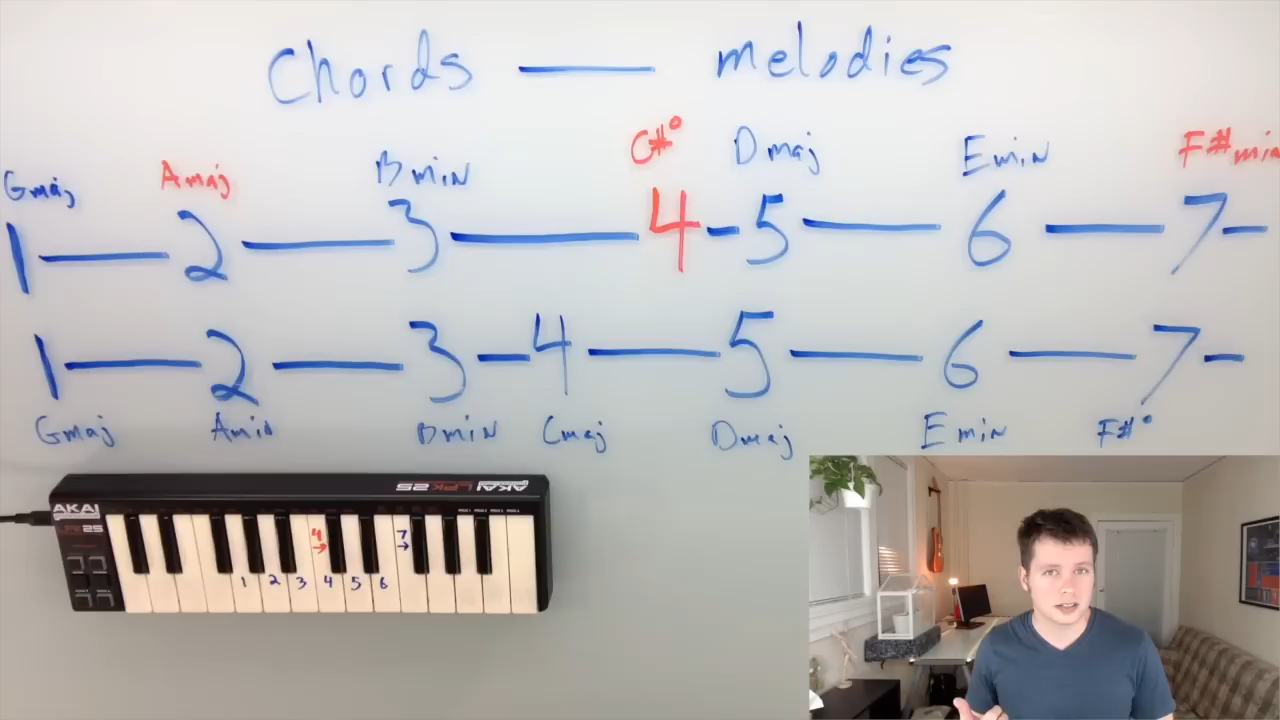 Chords — melodies
Gmaj Amaj Bmin C#° Dmaj Emin F#min
1 — 2 — 3 — 4 - 5 — 6 — 7 -
1 — 2 — 3 - 4 — 5 — 6 — 7 -
Gmaj Amin Bmin Cmaj Dmaj Emin F#°
AKAI LPK25
AKAI
4 → 7 →
1 2 3 4 5 6